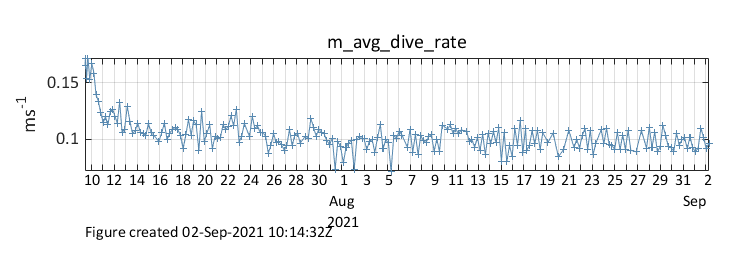 m_avg_dive_rate
0.15
0.1
ms-1
10 12 14 16 18 20 22 24 26 28 30 1 3 5 7 9 11 13 15 17 19 21 23 25 27 29 31 2
Aug Sep
2021
Figure created 02-Sep-2021 10:14:32Z